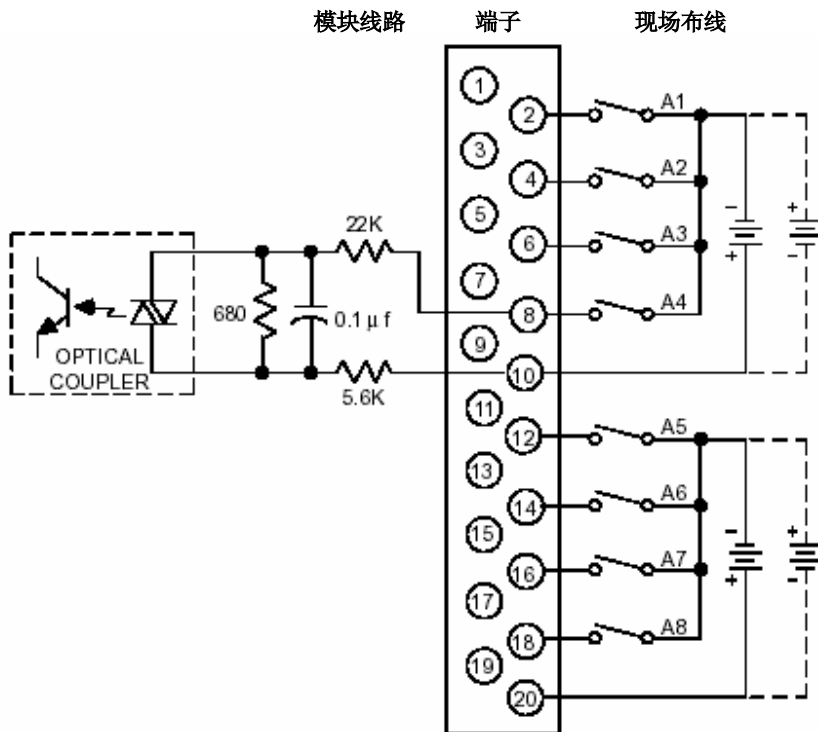 模块线路 端子 现场布线
1
2 A1
3
4 A2
5
22K
6 A3
7
680 0.1 μf
8 A4
9
OPTICAL
COUPLER
10
5.6K
11
12 A5
13
14 A6
15
16 A7
17
18 A8
19
20
- +
+ -
- +
+ -